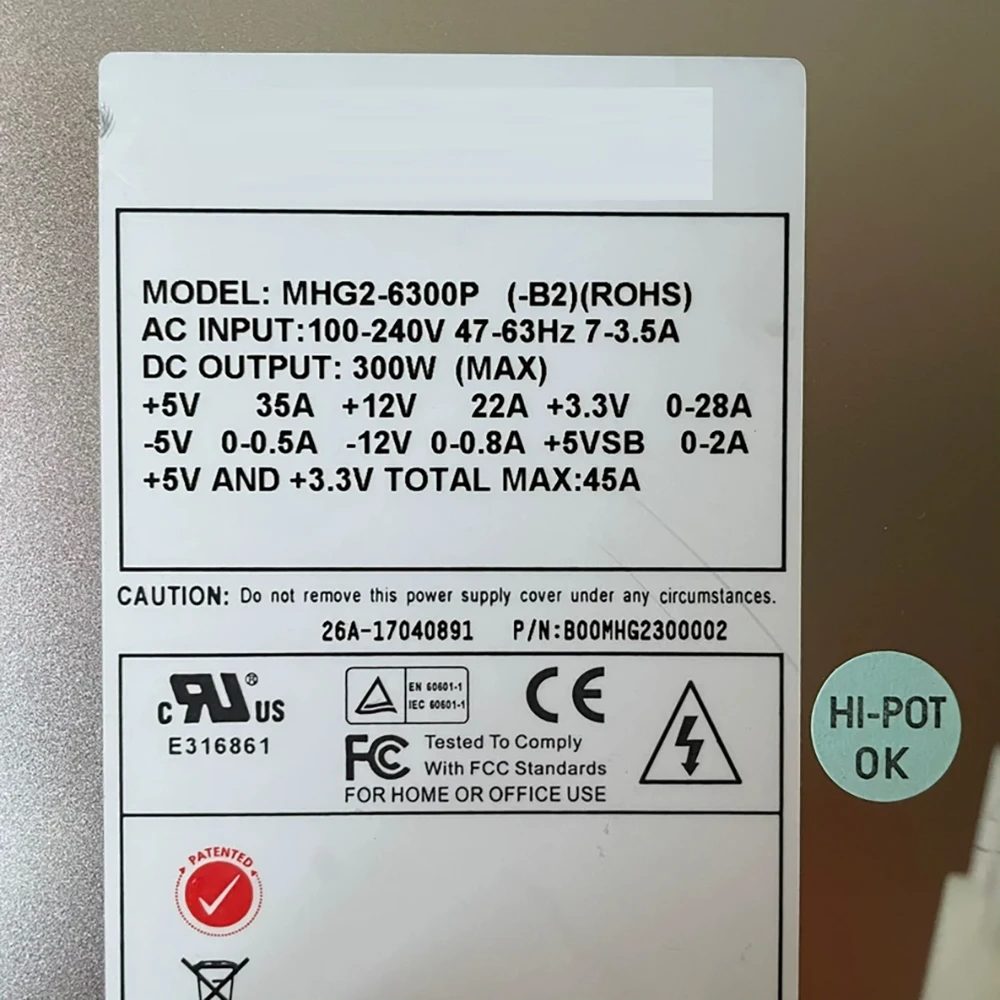 MODEL: MHG2-6300P (-B2)(ROHS)
AC INPUT:100-240V 47-63Hz 7-3.5A
DC OUTPUT: 300W (MAX)
+5V 35A +12V 22A +3.3V 0-28A
-5V 0-0.5A -12V 0-0.8A +5VSB 0-2A
+5V AND +3.3V TOTAL MAX:45A
CAUTION: Do not remove this power supply cover under any circumstances.
26A-17040891 P/N:B00MHG2300002
C RU ® US
E316861
EN 60601-1
IEC 60601-1
CE
FC Tested To Comply
With FCC Standards
FOR HOME OR OFFICE USE
HI-POT
OK
PATENTED